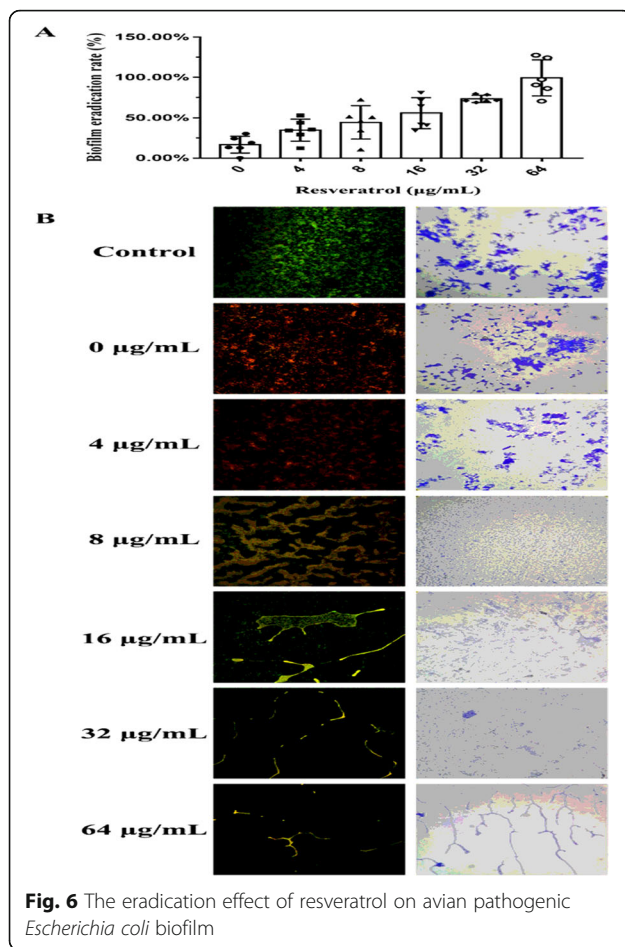 A
150.00%
100.00%
50.00%
0.00%
Biofilm eradication rate (%)
0 4 8 16 32 64
Resveratrol (µg/mL)
B
Control
0 µg/mL
4 µg/mL
8 µg/mL
16 µg/mL
32 µg/mL
64 µg/mL
Fig. 6 The eradication effect of resveratrol on avian pathogenic
Escherichia coli biofilm